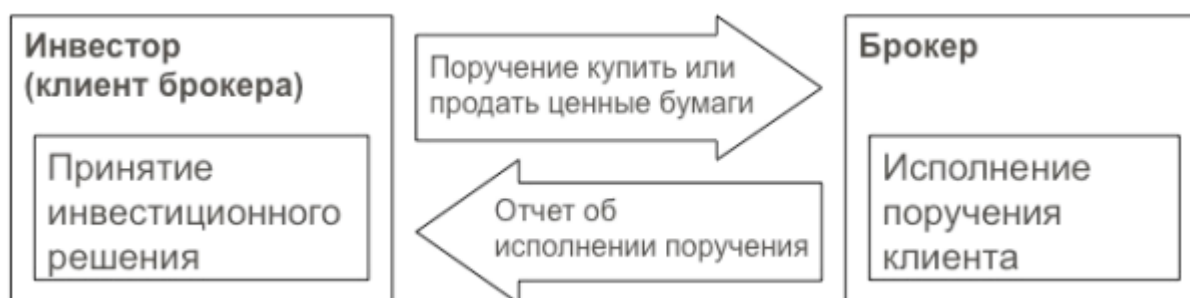 Инвестор
(клиент брокера)
Принятие
инвестиционного
решения
Поручение купить или
продать ценные бумаги
Отчет об
исполнении поручения
Брокер
Исполнение
поручения
клиента